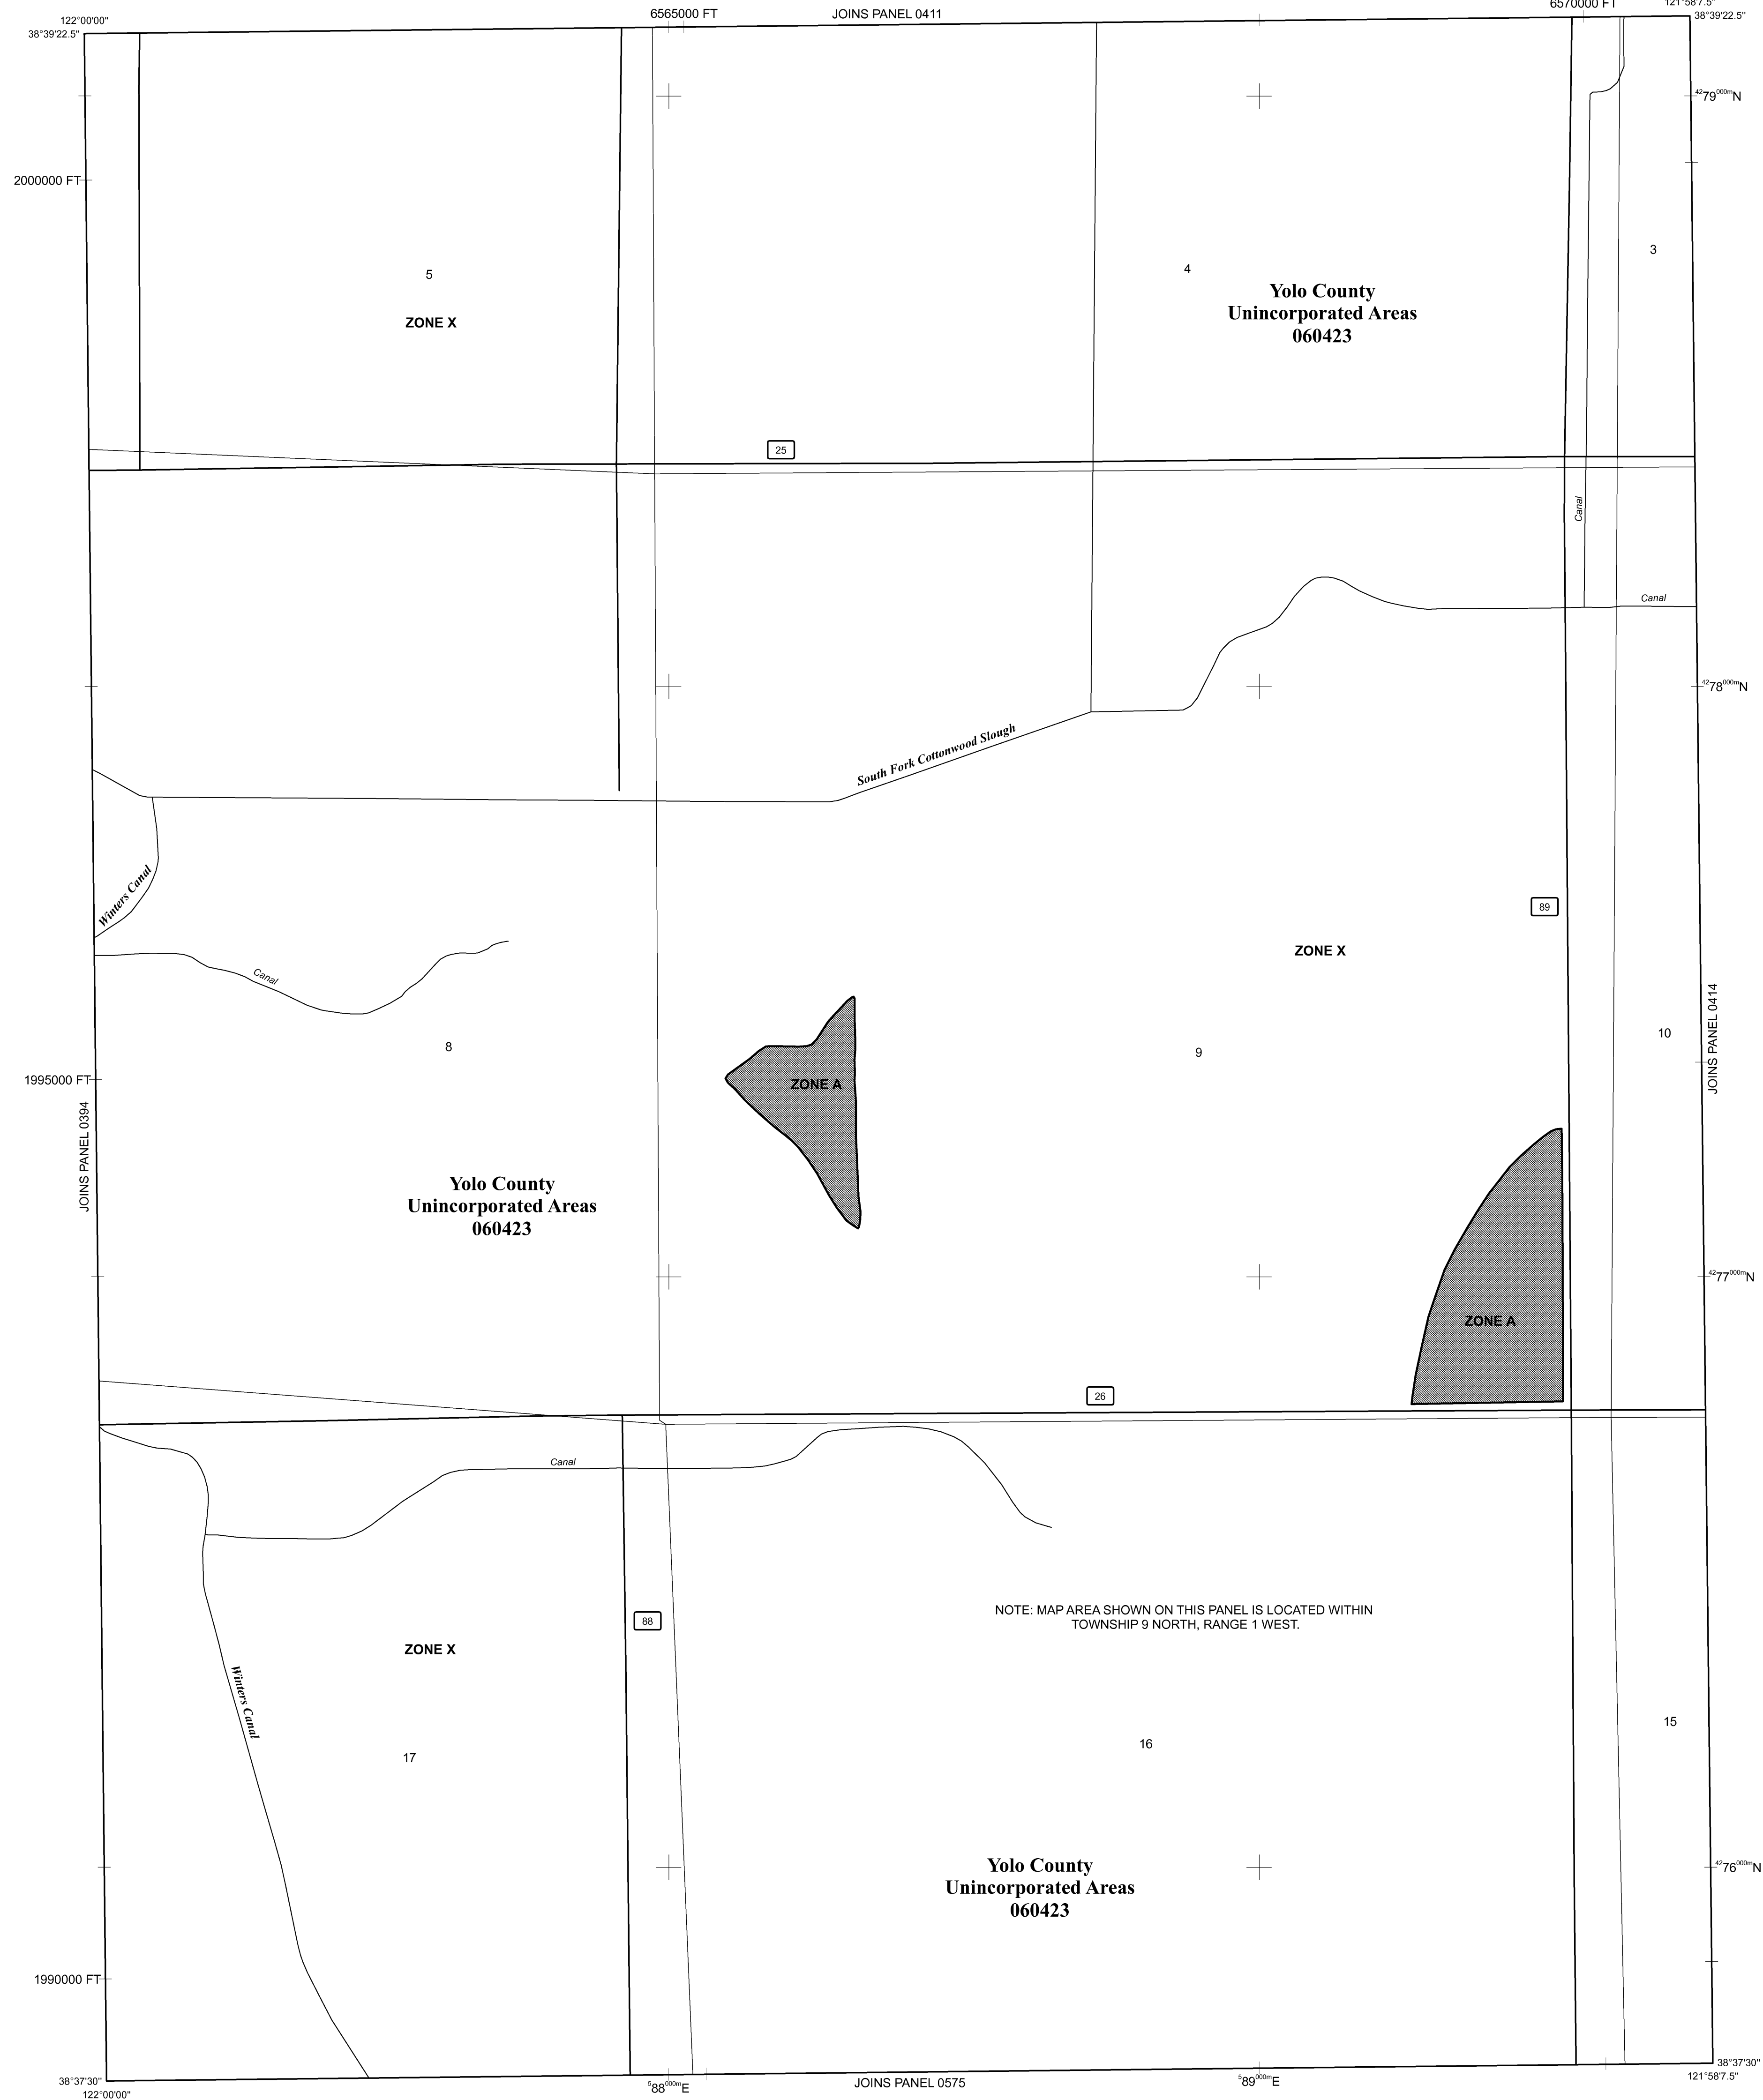 122°00'00"
6565000 FT
JOINS PANEL 0411
6570000 FT
121°58'7.5"
38°39'22.5"
38°39'22.5"
4279000mN
2000000 FT
3
4
5
Yolo County
Unincorporated Areas
060423
ZONE X
25
Canal
Canal
4278000mN
South Fork Cottonwood Slough
Winters Canal
89
ZONE X
Canal
10
8
9
JOINS PANEL 0414
1995000 FT
ZONE A
JOINS PANEL 0394
Yolo County
Unincorporated Areas
060423
4277000mN
ZONE A
26
Canal
NOTE: MAP AREA SHOWN ON THIS PANEL IS LOCATED WITHIN
TOWNSHIP 9 NORTH, RANGE 1 WEST.
88
ZONE X
Winters Canal
15
16
17
Yolo County
Unincorporated Areas
060423
4276000mN
1990000 FT
38°37'30"
38°37'30"
122°00'00"
588000mE
JOINS PANEL 0575
589000mE
121°58'7.5"